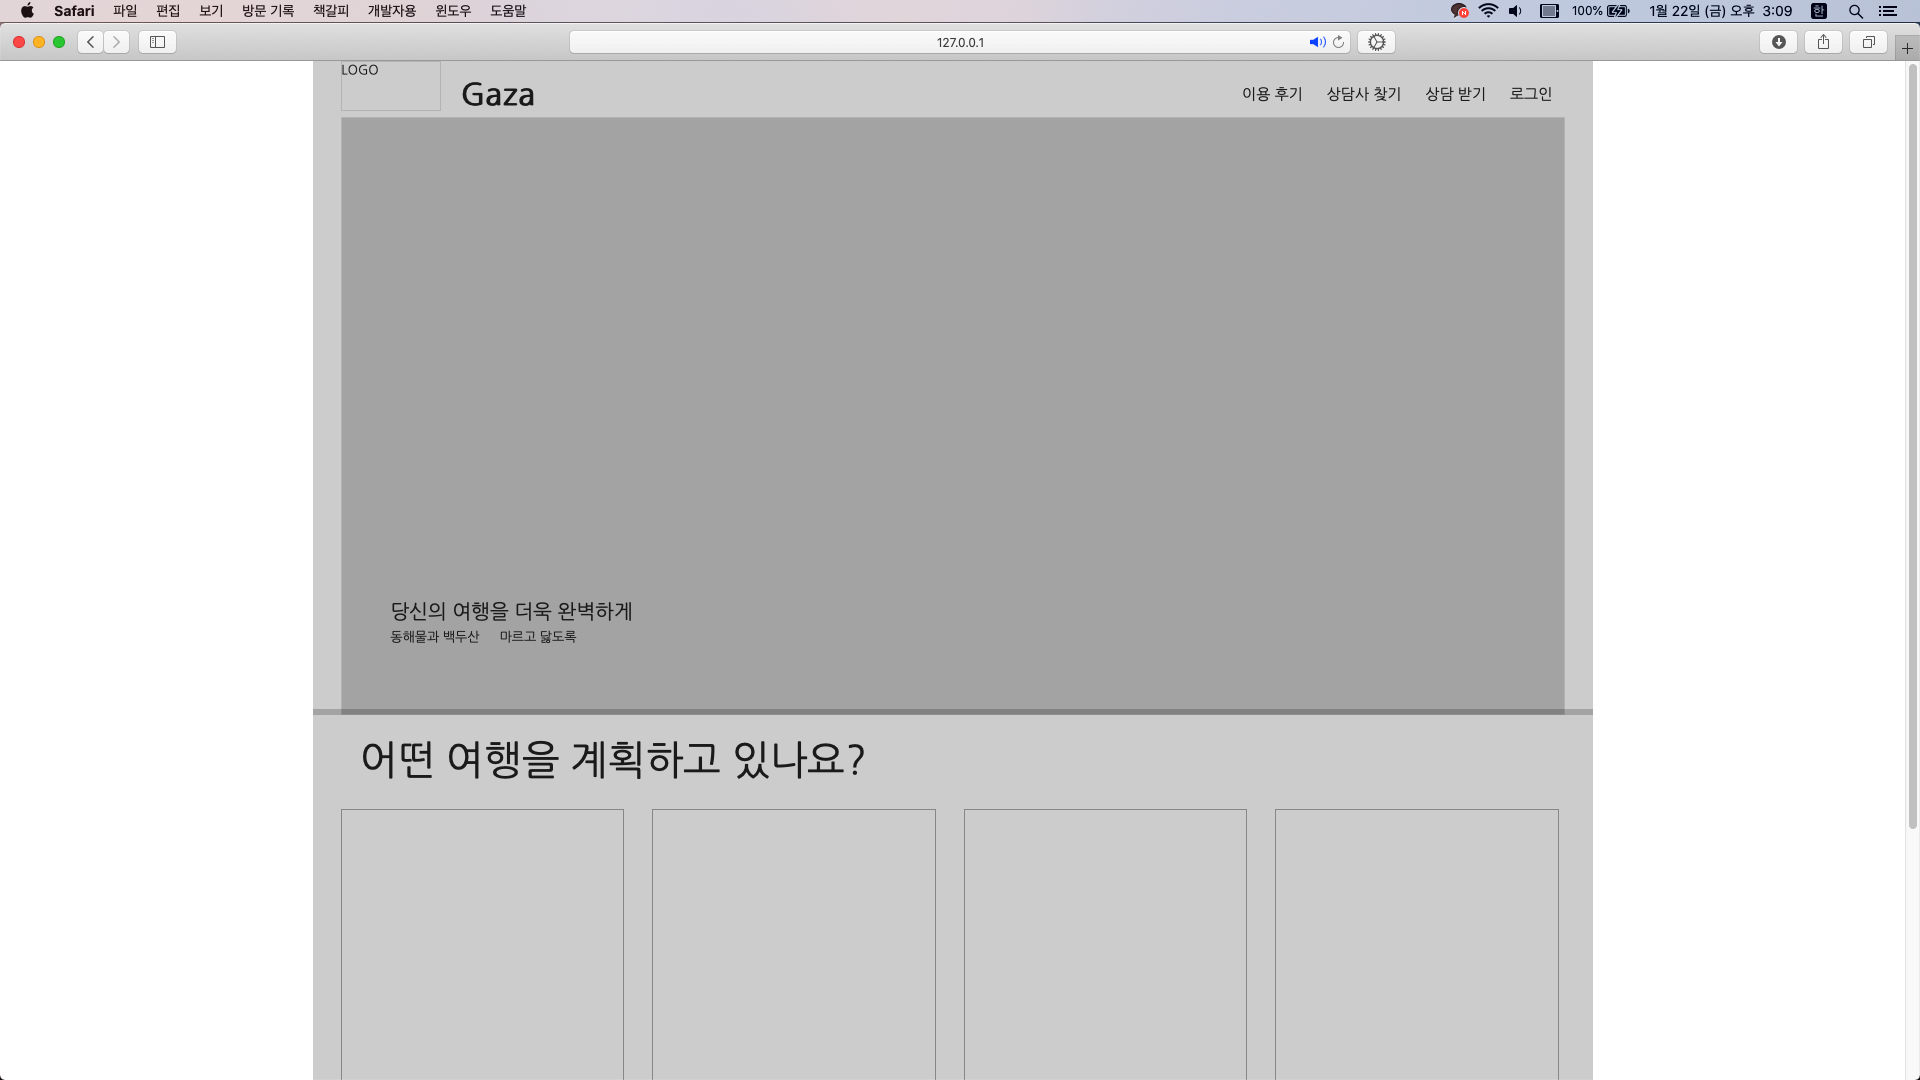 Safari 파일 편집 보기 방문 기록 책갈피 개발자용 윈도우 도움말 100% 1월 22일 (금) 오후 3:09 한
127.0.0.1
LOGO
Gaza 이용 후기 상담사 찾기 상담 받기 로그인
당신의 여행을 더욱 완벽하게
동해물과 백두산 마르고 닳도록
어떤 여행을 계획하고 있나요?